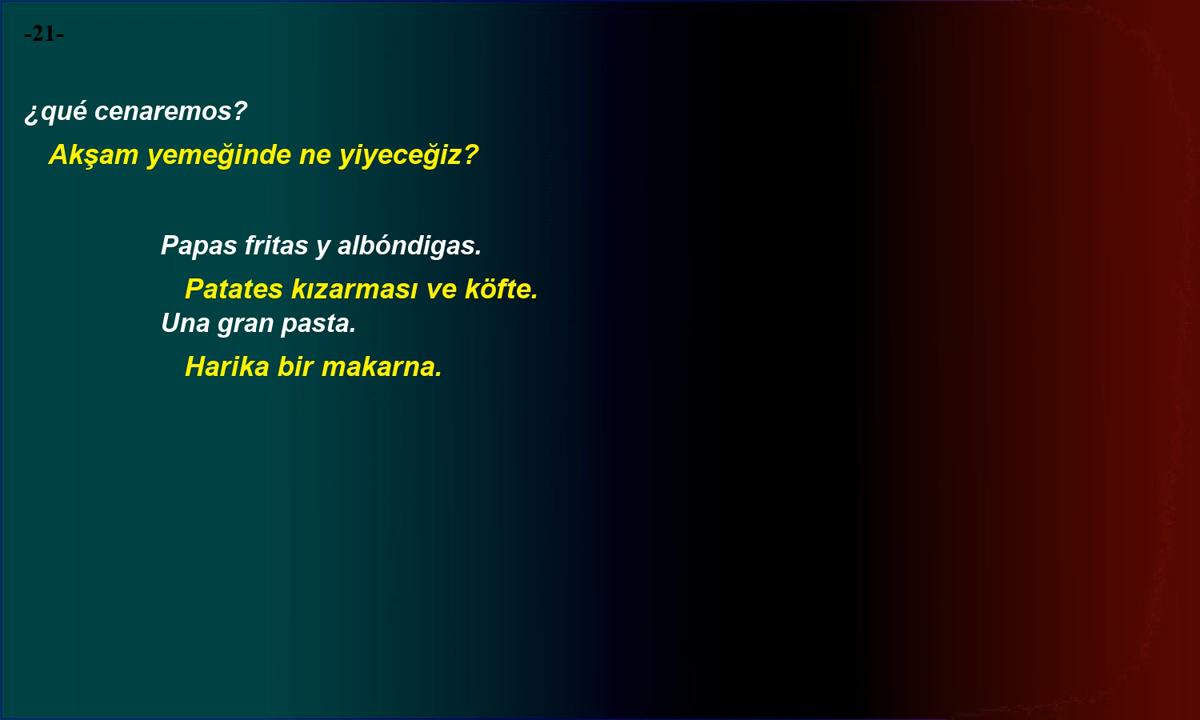 -21-
¿qué cenaremos?
Akşam yemeğinde ne yiyeceğiz?
Papas fritas y albóndigas.
Patates kızarması ve köfte.
Una gran pasta.
Harika bir makarna.